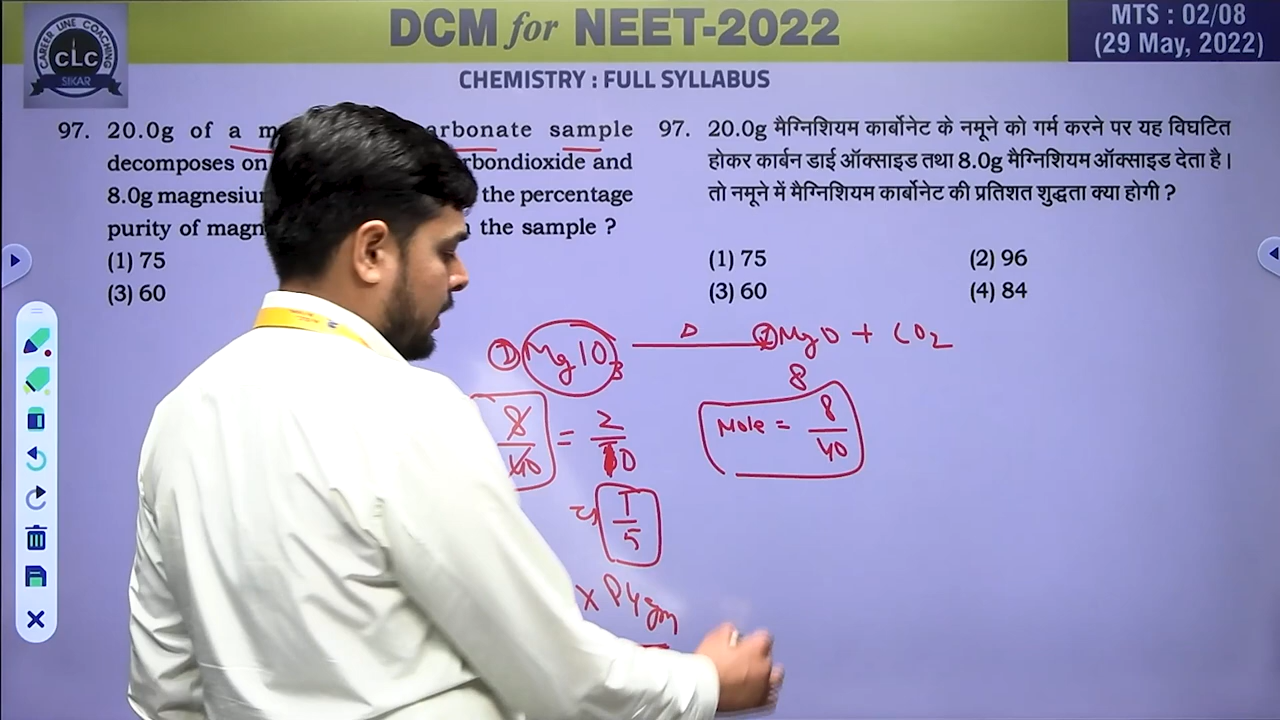 DCM for NEET-2022
MTS : 02/08
(29 May, 2022)
CAREER LINE COACHING
CLC
SIKAR
CHEMISTRY : FULL SYLLABUS
97. 20.0g of a m arbonate sample
decomposes on rbondioxide and
8.0g magnesiu the percentage
purity of magn the sample ?
(1) 75
(3) 60
97. 20.0g मैग्निशियम कार्बोनेट के नमूने को गर्म करने पर यह विघटित
होकर कार्बन डाई ऑक्साइड तथा 8.0g मैग्निशियम ऑक्साइड देता है।
तो नमूने में मैग्निशियम कार्बोनेट की प्रतिशत शुद्धता क्या होगी ?
(1) 75 (2) 96
(3) 60 (4) 84
Δ MgO + CO2
8
8/40 = 2/10
Mole = 8/40
1/5